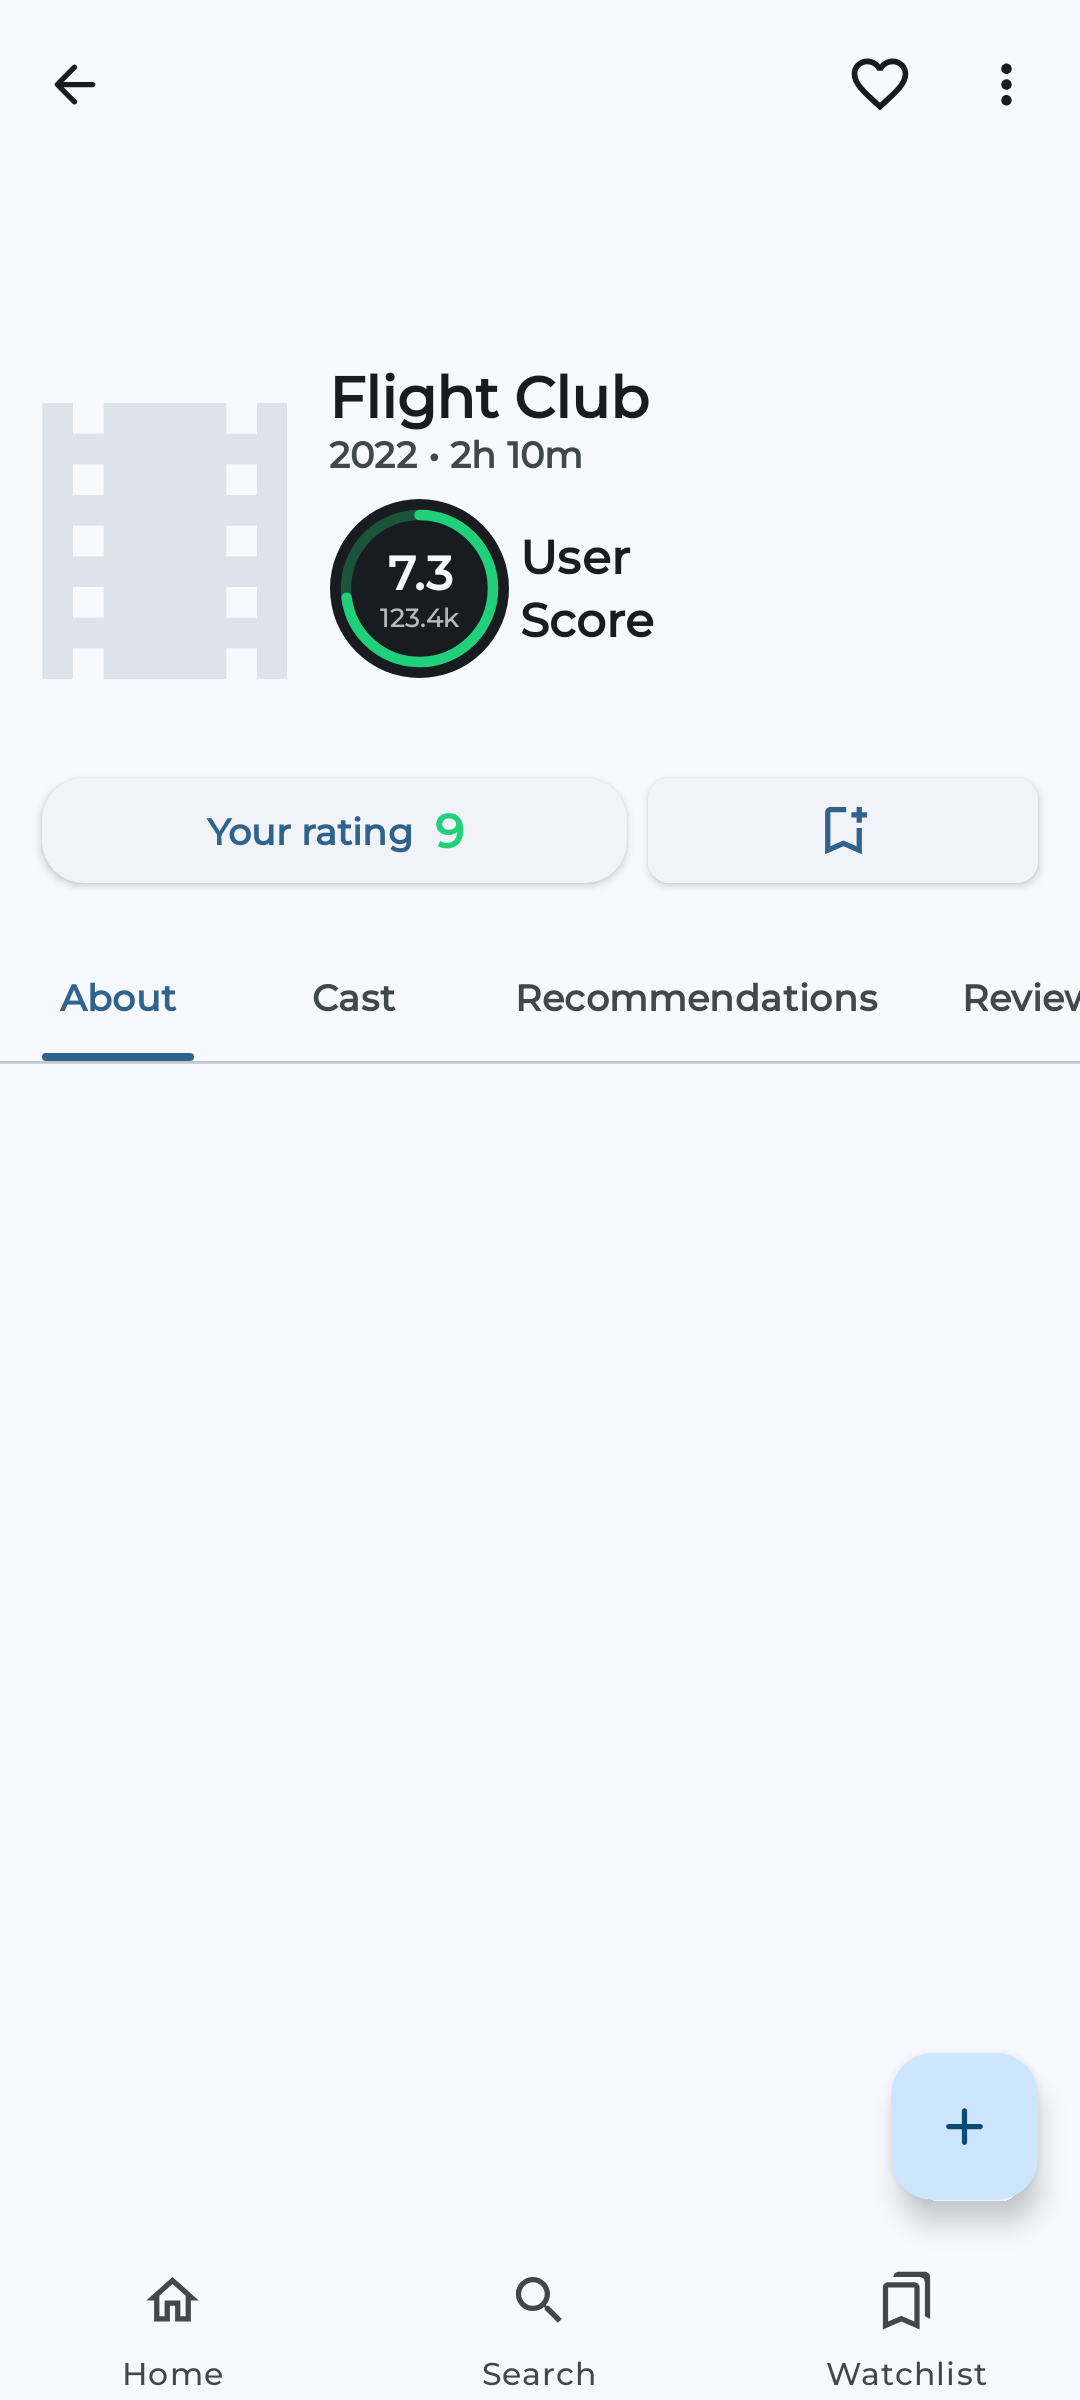 Flight Club
2022 • 2h 10m
7.3
123.4k
User
Score
Your rating 9
About Cast Recommendations Review
Home Search Watchlist